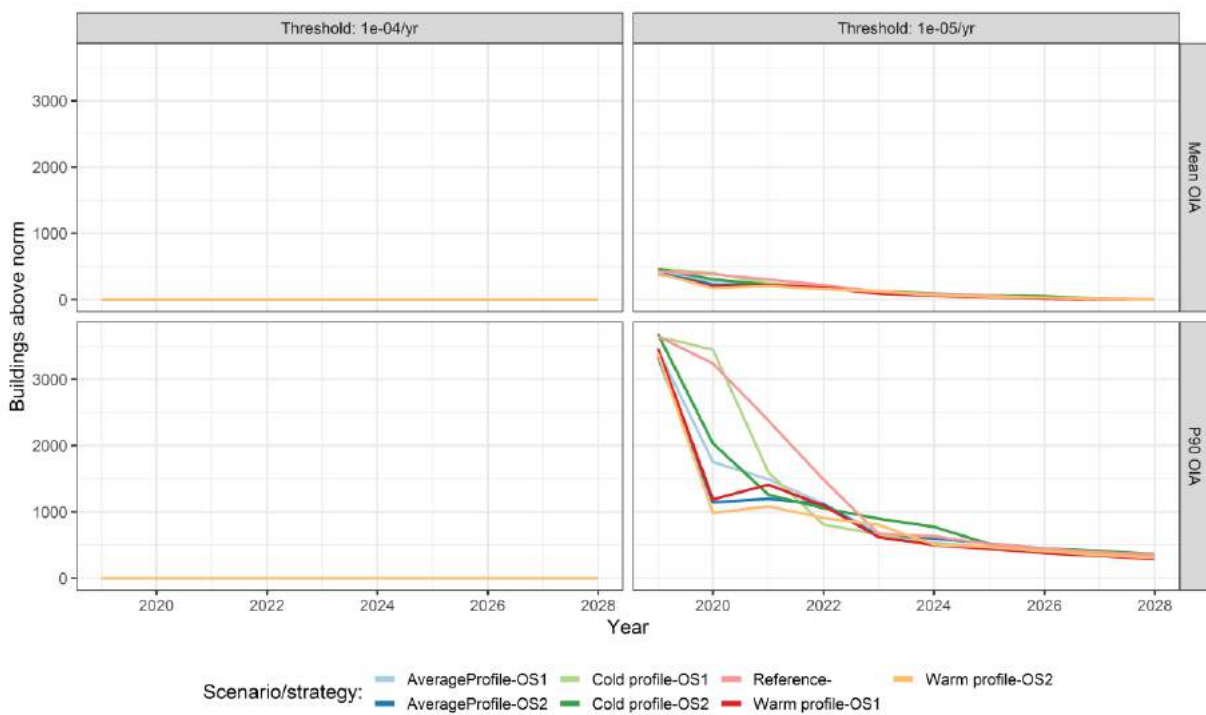 Threshold: 1e-04/yr
Threshold: 1e-05/yr
3000
2000
1000
0
Mean OIA
Buildings above norm
3000
2000
1000
0
P90 OIA
2020 2022 2024 2026 2028
2020 2022 2024 2026 2028
Year
Scenario/strategy:
AverageProfile-OS1 Cold profile-OS1 Reference- Warm profile-OS2
AverageProfile-OS2 Cold profile-OS2 Warm profile-OS1